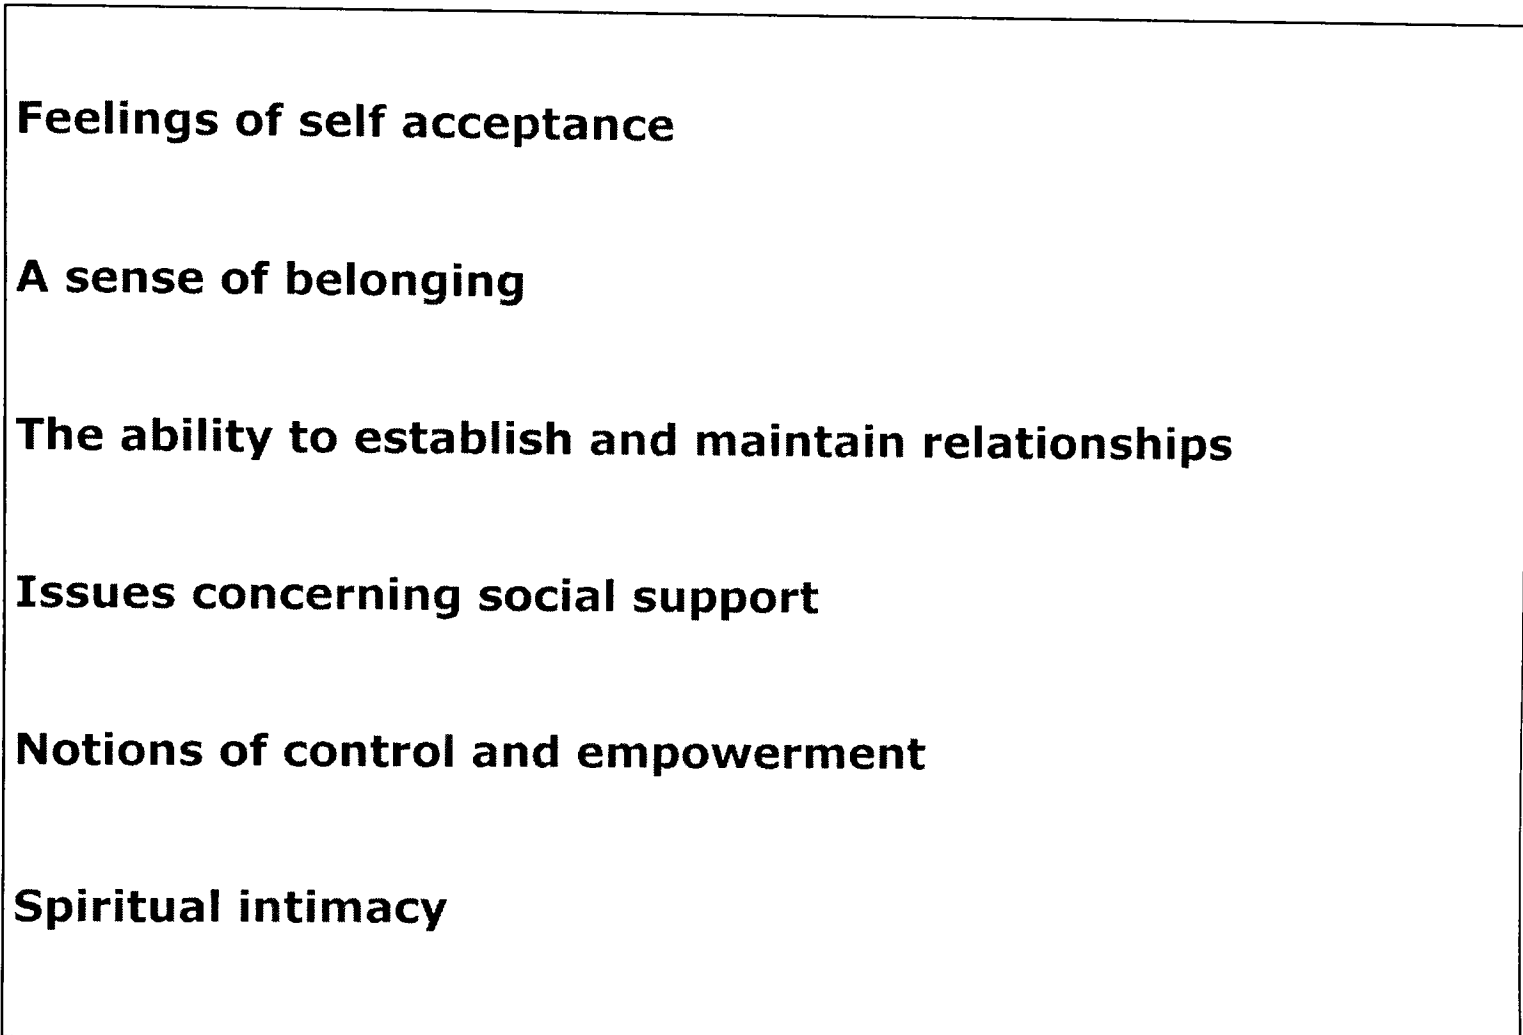 Feelings of self acceptance
A sense of belonging
The ability to establish and maintain relationships
Issues concerning social support
Notions of control and empowerment
Spiritual intimacy